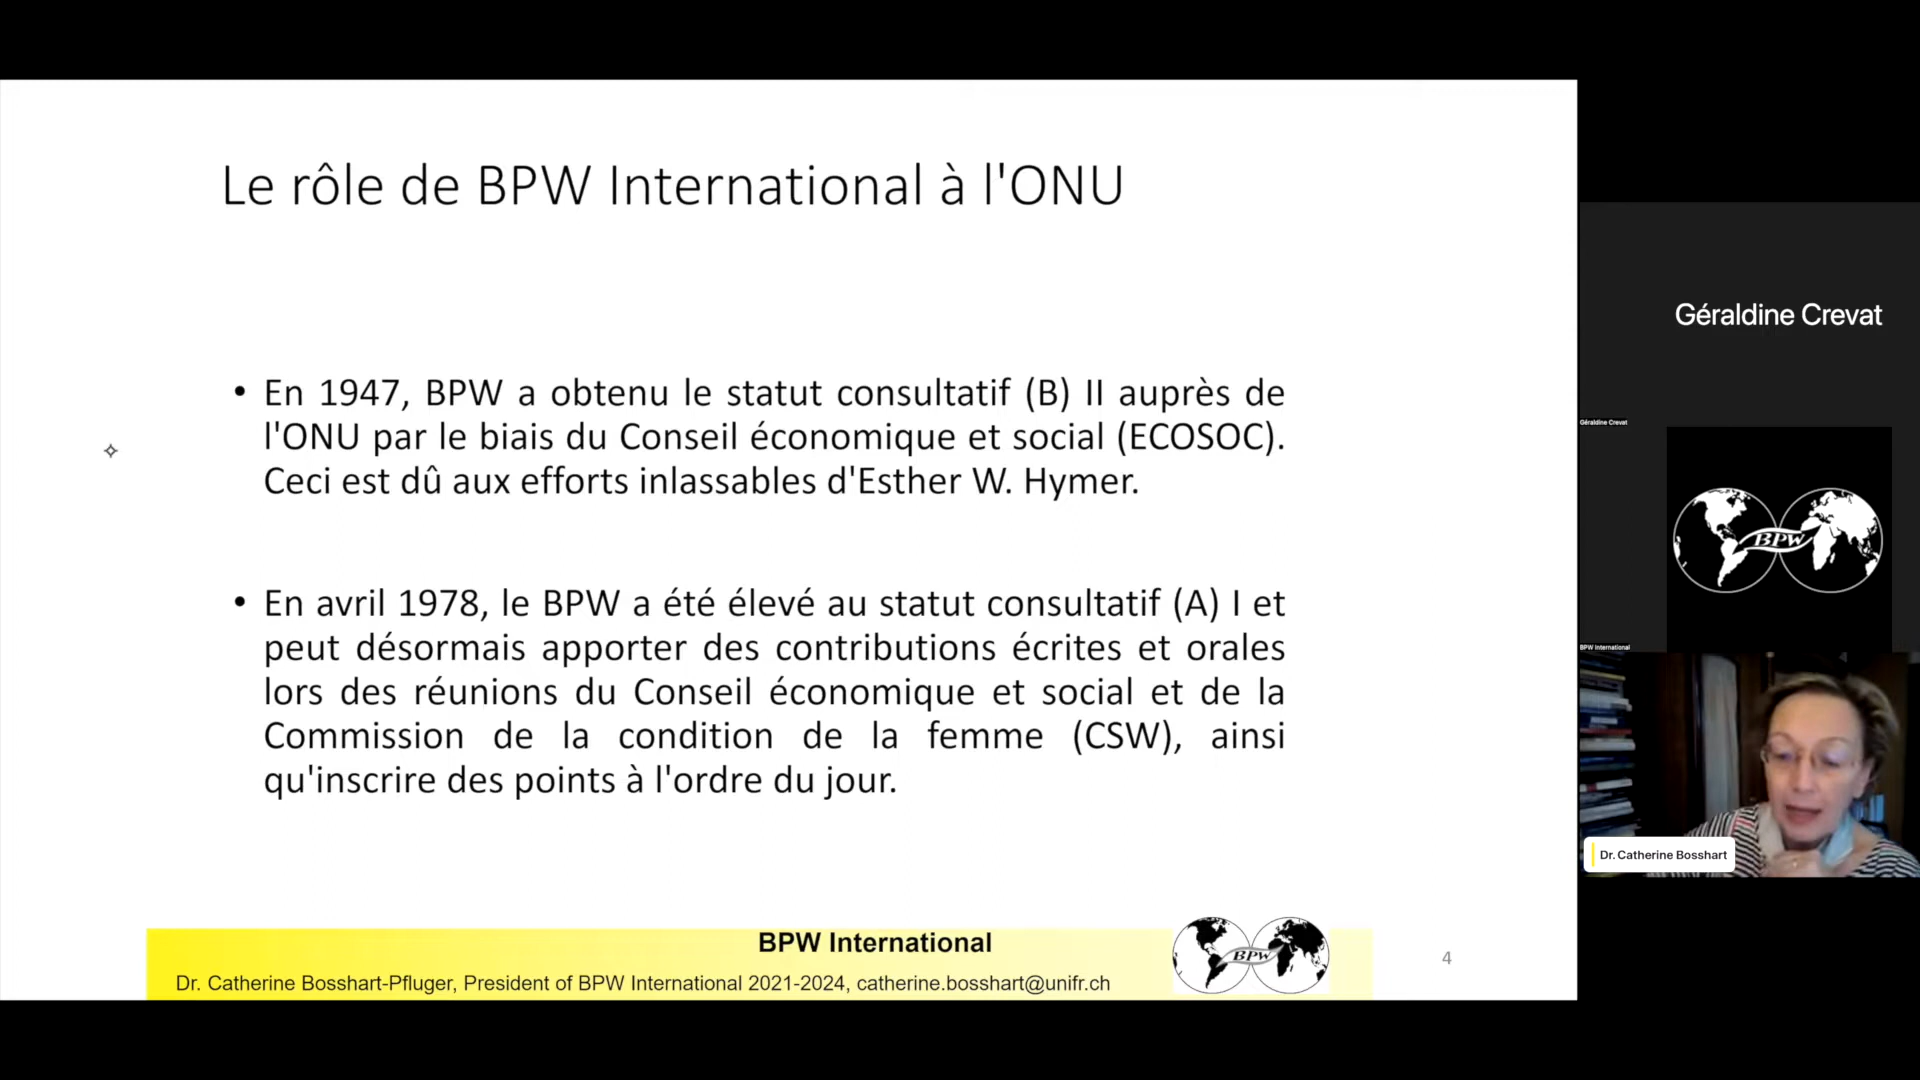 Le rôle de BPW International à l'ONU
• En 1947, BPW a obtenu le statut consultatif (B) II auprès de
l'ONU par le biais du Conseil économique et social (ECOSOC).
Ceci est dû aux efforts inlassables d'Esther W. Hymer.
• En avril 1978, le BPW a été élevé au statut consultatif (A) I et
peut désormais apporter des contributions écrites et orales
lors des réunions du Conseil économique et social et de la
Commission de la condition de la femme (CSW), ainsi
qu'inscrire des points à l'ordre du jour.
BPW International
Dr. Catherine Bosshart-Pfluger, President of BPW International 2021-2024, catherine.bosshart@unifr.ch
BPW
4
Géraldine Crevat
Géraldine Crevat
BPW
BPW International
Dr. Catherine Bosshart